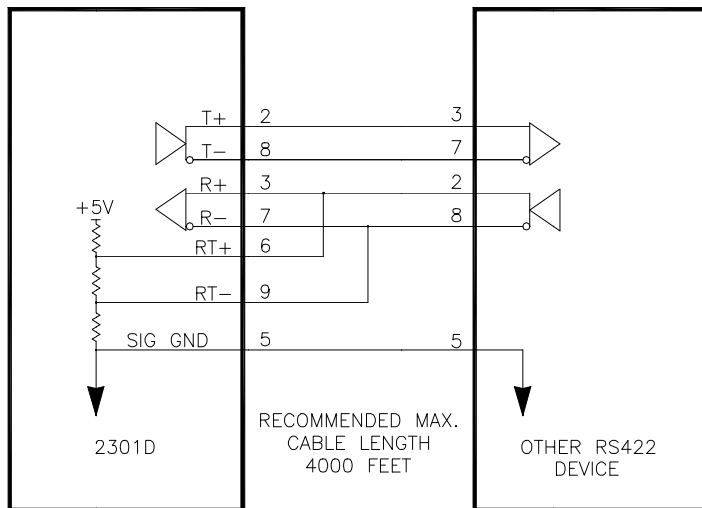 T+ 2 3
T- 8 7
R+ 3 2
+5V
R- 7 8
RT+ 6
RT- 9
SIG GND 5 5
RECOMMENDED MAX.
CABLE LENGTH
4000 FEET
2301D
OTHER RS422
DEVICE